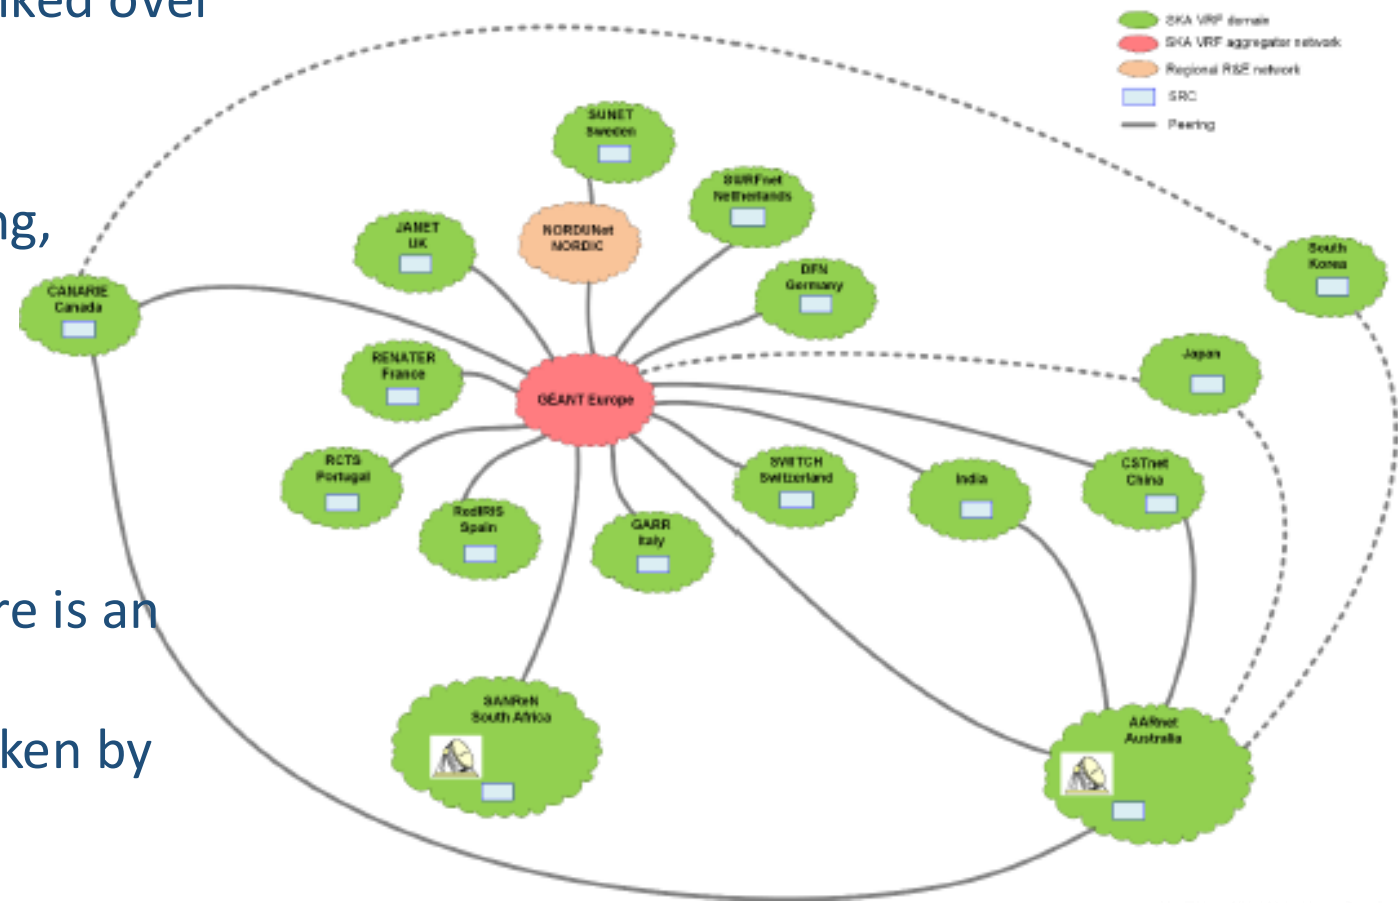 nked over
ng,
re is an
ken by
SKA VRF domain
SKA VRF aggregator network
Regional R&E network
SRC
Peering
SUNET
Sweden
SURFnet
Netherlands
JANET
UK
NORDUNet
NORDIC
DFN
Germany
South
Korea
CANARIE
Canada
RENATER
France
Japan
GÉANT Europe
RCTS
Portugal
SWITCH
Switzerland
India
CSTnet
China
RedIRIS
Spain
GARR
Italy
SANReN
South Africa
AARnet
Australia